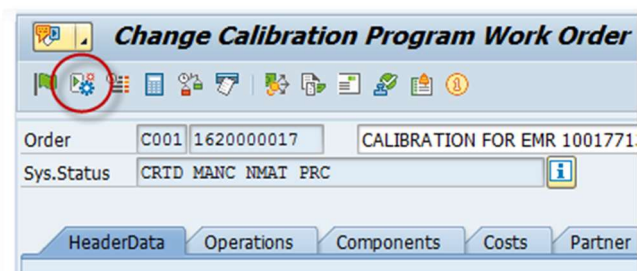 Change Calibration Program Work Order
Order C001 1620000017 CALIBRATION FOR EMR 1001771
Sys.Status CRTD MANC NMAT PRC
HeaderData Operations Components Costs Partner